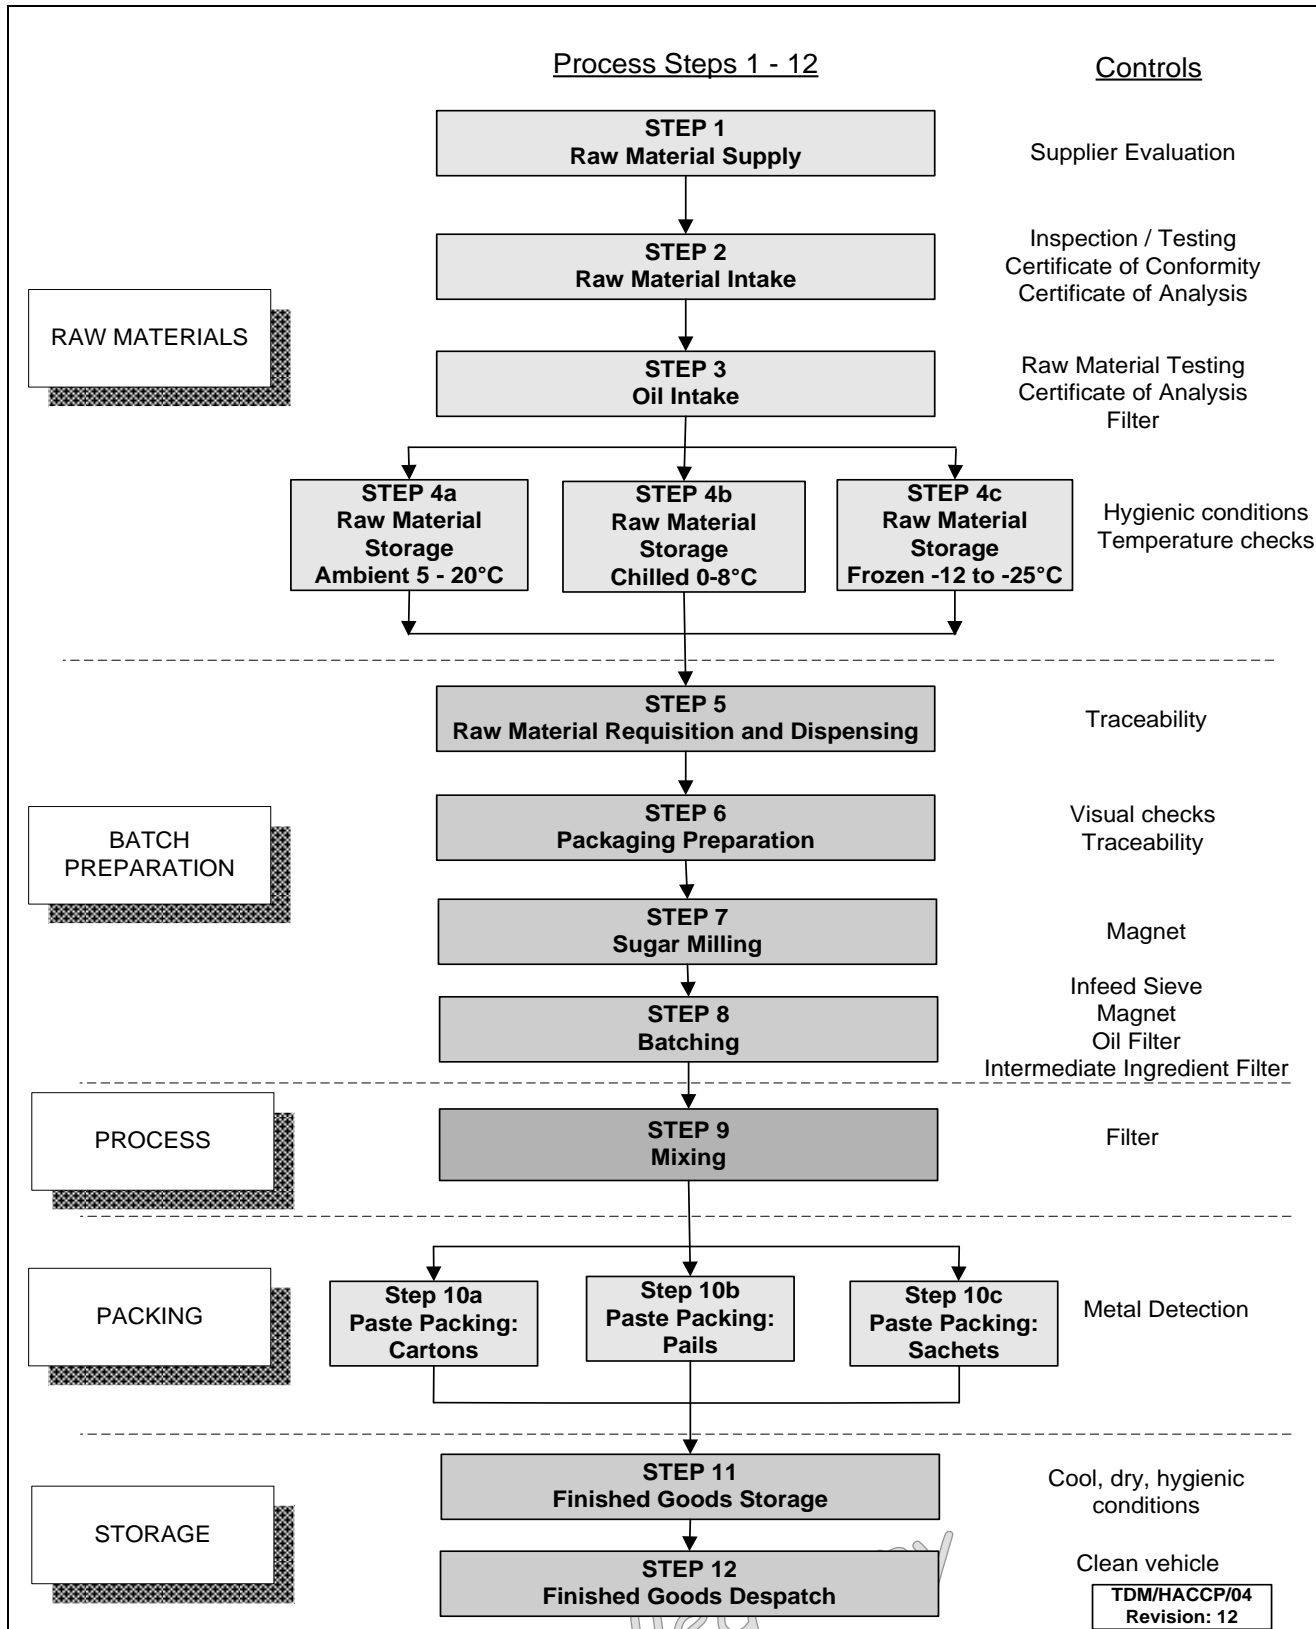 Process Steps 1 - 12
Controls
STEP 1
Raw Material Supply
Supplier Evaluation
STEP 2
Raw Material Intake
Inspection / Testing
Certificate of Conformity
Certificate of Analysis
RAW MATERIALS
STEP 3
Oil Intake
Raw Material Testing
Certificate of Analysis
Filter
STEP 4a
Raw Material
Storage
Ambient 5 - 20°C
STEP 4b
Raw Material
Storage
Chilled 0-8°C
STEP 4c
Raw Material
Storage
Frozen -12 to -25°C
Hygienic conditions
Temperature checks
STEP 5
Raw Material Requisition and Dispensing
Traceability
BATCH
PREPARATION
STEP 6
Packaging Preparation
Visual checks
Traceability
STEP 7
Sugar Milling
Magnet
STEP 8
Batching
Infeed Sieve
Magnet
Oil Filter
Intermediate Ingredient Filter
PROCESS
STEP 9
Mixing
Filter
PACKING
Step 10a
Paste Packing:
Cartons
Step 10b
Paste Packing:
Pails
Step 10c
Paste Packing:
Sachets
Metal Detection
STORAGE
STEP 11
Finished Goods Storage
Cool, dry, hygienic
conditions
STEP 12
Finished Goods Despatch
Clean vehicle
TDM/HACCP/04
Revision: 12